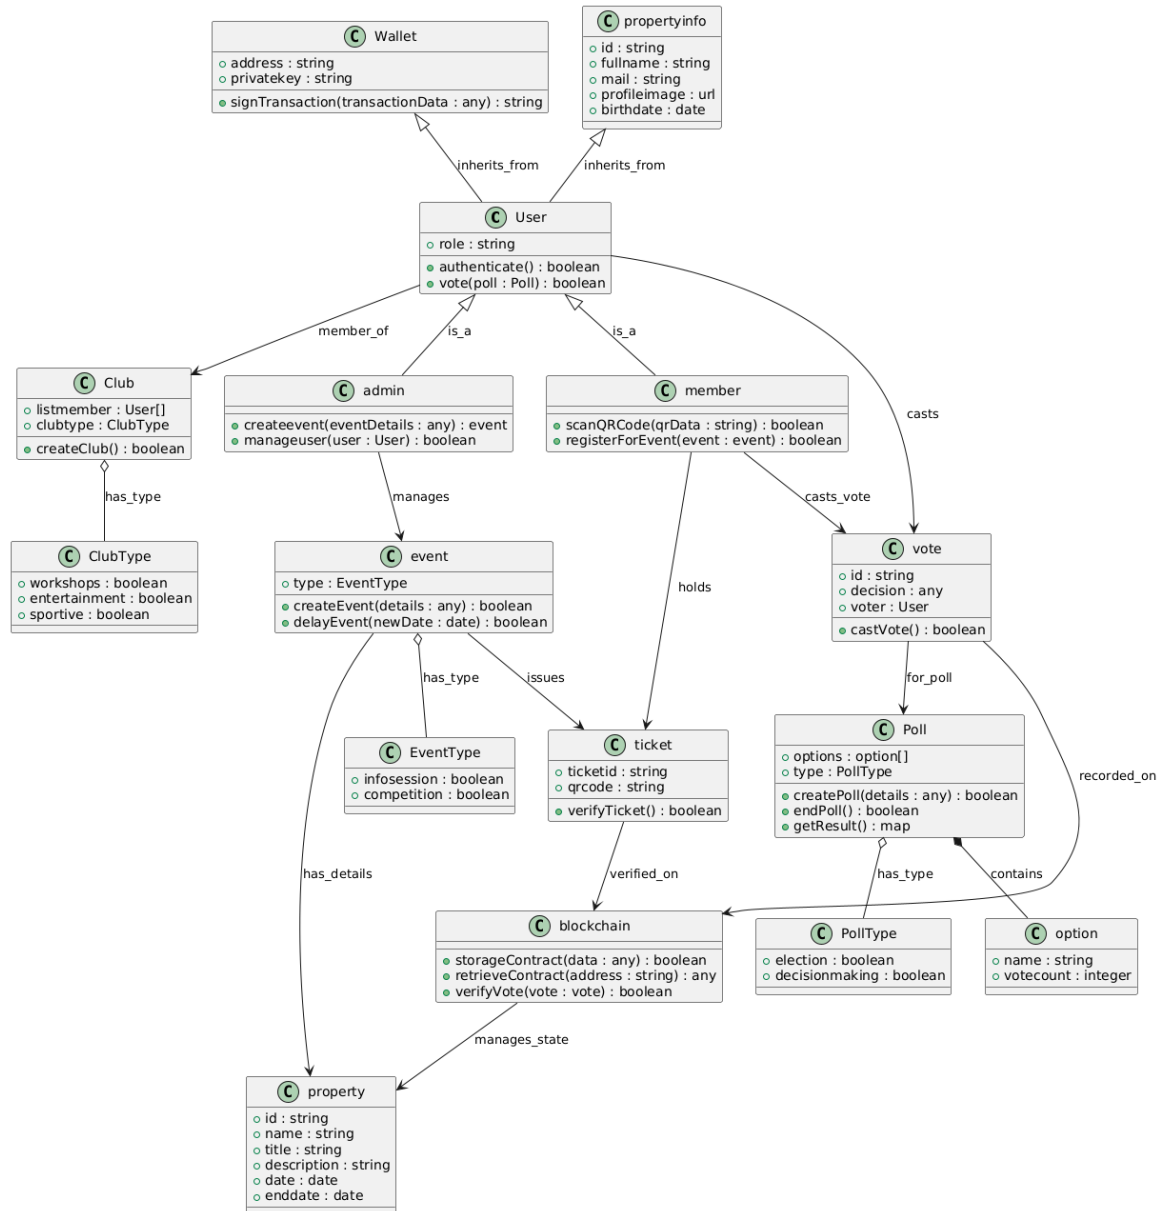 C Wallet
address : string
privatekey : string
signTransaction(transactionData : any) : string
C propertyinfo
id : string
fullname : string
mail : string
profileimage : url
birthdate : date
inherits_from
inherits_from
C User
role : string
authenticate() : boolean
vote(poll : Poll) : boolean
member_of
is_a
is_a
casts
C Club
listmember : User[]
clubtype : ClubType
createClub() : boolean
C admin
createevent(eventDetails : any) : event
manageuser(user : User) : boolean
C member
scanQRCode(qrData : string) : boolean
registerForEvent(event : event) : boolean
has_type
manages
casts_vote
holds
C ClubType
workshops : boolean
entertainment : boolean
sportive : boolean
C event
type : EventType
createEvent(details : any) : boolean
delayEvent(newDate : date) : boolean
C vote
id : string
decision : any
voter : User
castVote() : boolean
has_type
issues
for_poll
recorded_on
C EventType
infosession : boolean
competition : boolean
C ticket
ticketid : string
qrcode : string
verifyTicket() : boolean
C Poll
options : option[]
type : PollType
createPoll(details : any) : boolean
endPoll() : boolean
getResult() : map
has_details
verified_on
has_type
contains
C blockchain
storageContract(data : any) : boolean
retrieveContract(address : string) : any
verifyVote(vote : vote) : boolean
C PollType
election : boolean
decisionmaking : boolean
C option
name : string
votecount : integer
manages_state
C property
id : string
name : string
title : string
description : string
date : date
enddate : date